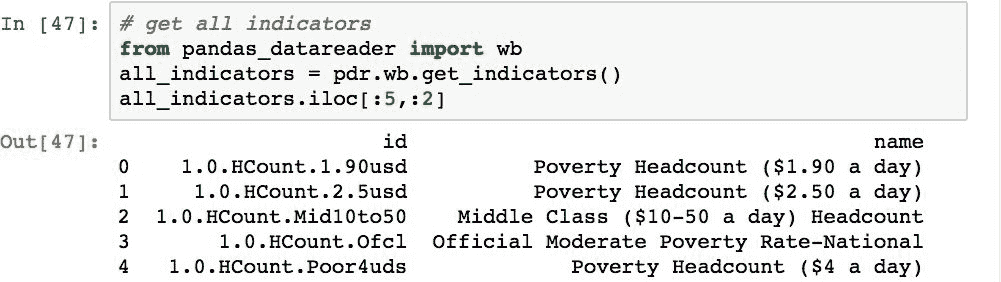 In [47]: # get all indicators
from pandas_datareader import wb
all_indicators = pdr.wb.get_indicators()
all_indicators.iloc[:5,:2]
Out[47]: id name
0 1.0.HCount.1.90usd Poverty Headcount ($1.90 a day)
1 1.0.HCount.2.5usd Poverty Headcount ($2.50 a day)
2 1.0.HCount.Mid10to50 Middle Class ($10-50 a day) Headcount
3 1.0.HCount.Ofcl Official Moderate Poverty Rate-National
4 1.0.HCount.Poor4uds Poverty Headcount ($4 a day)